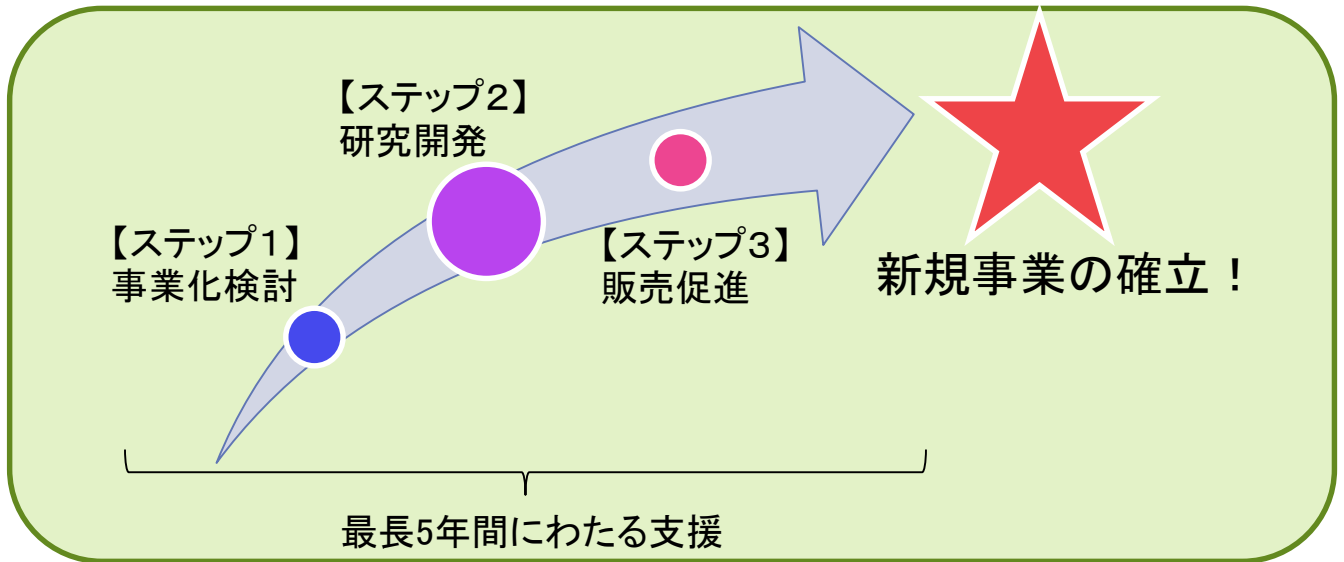 【ステップ1】
事業化検討
【ステップ2】
研究開発
【ステップ3】
販売促進
新規事業の確立！
最長5年間にわたる支援